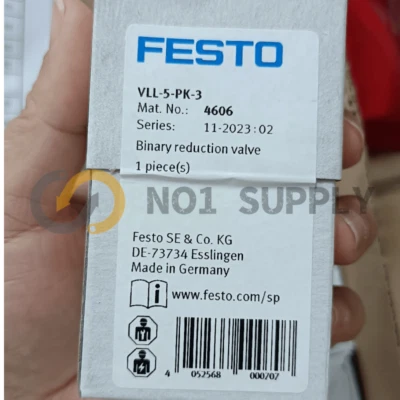 FESTO
VLL-5-PK-3
Mat. No.: 4606
Series: 11-2023:02
Binary reduction valve
1 piece(s)
NO1 SUPPLY
Festo SE & Co. KG
DE-73734 Esslingen
Made in Germany
www.festo.com/sp
4 052568 000707